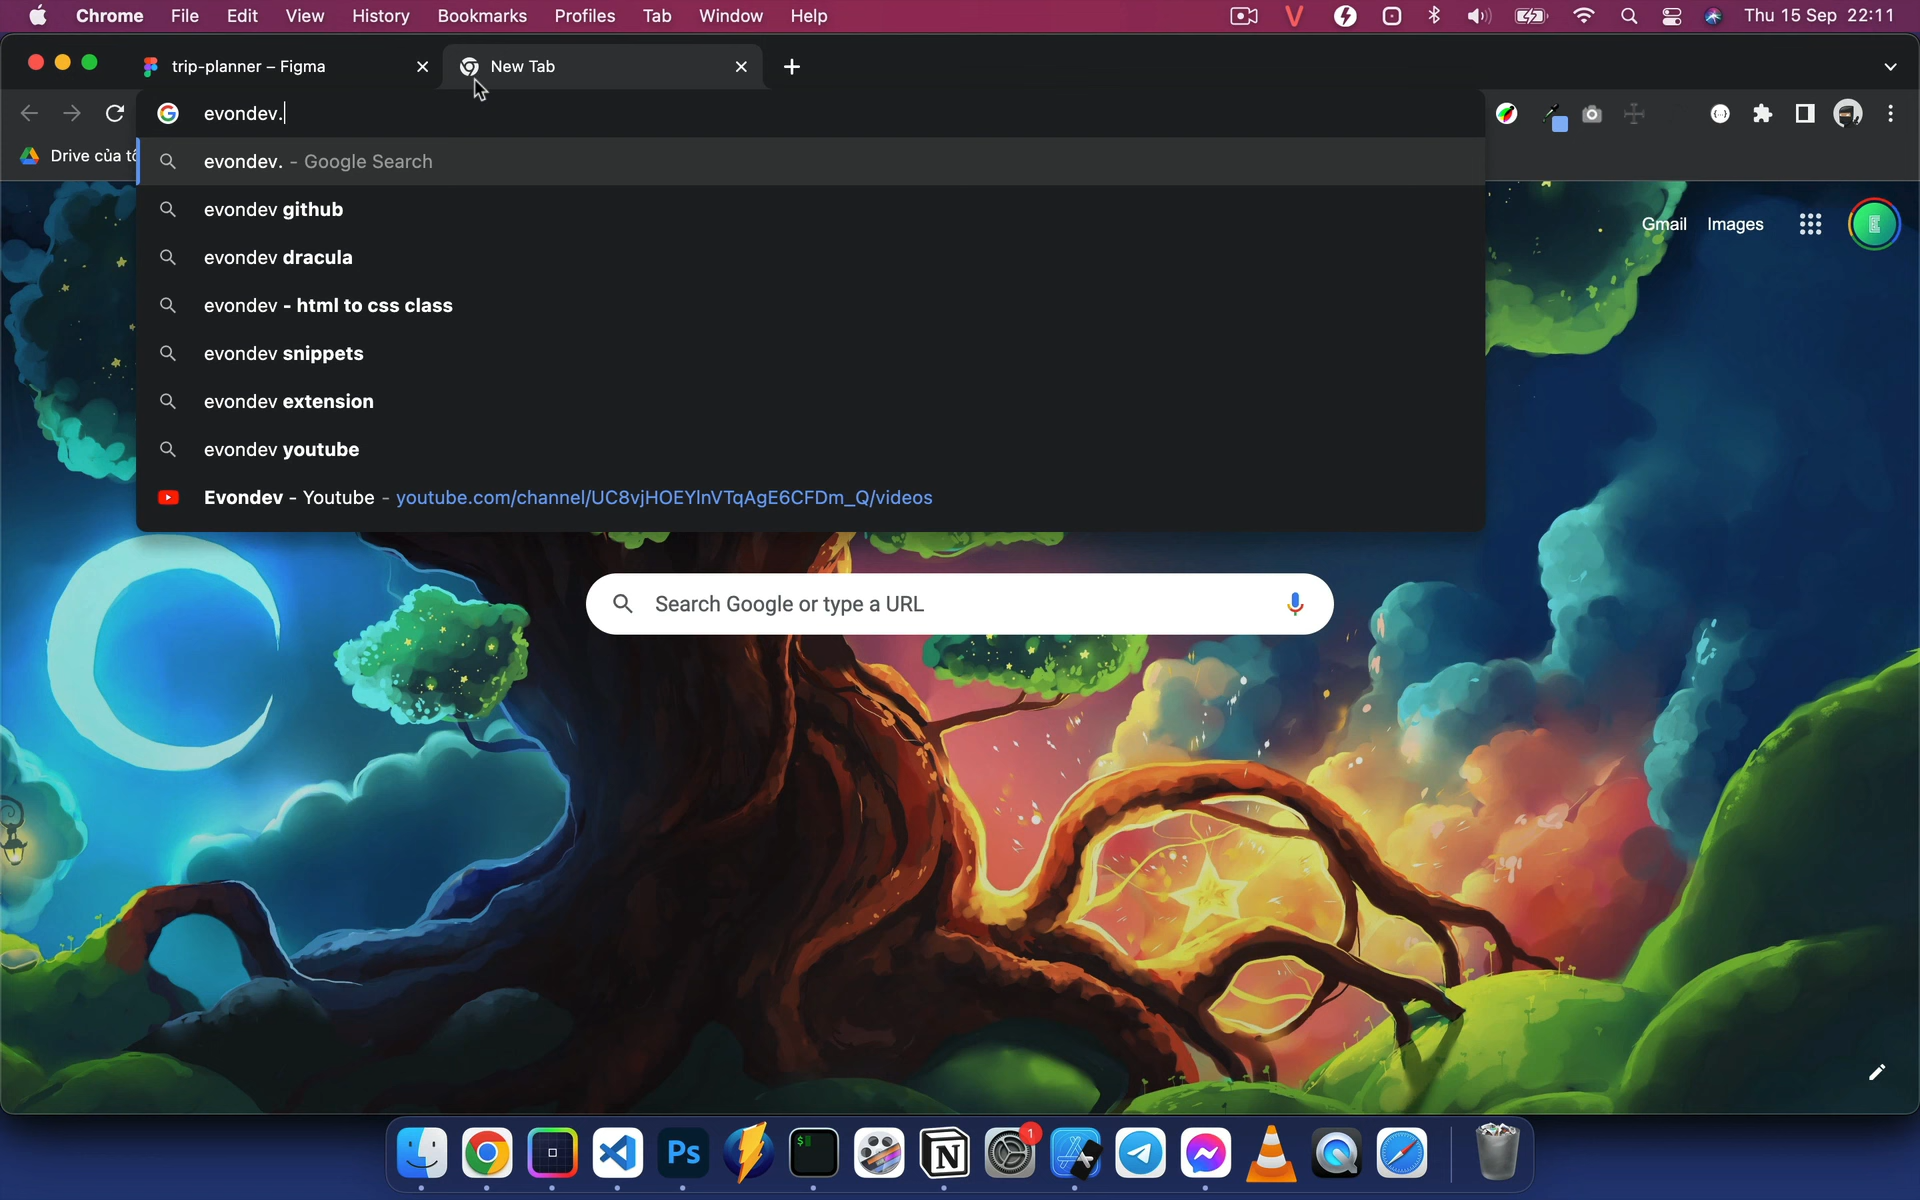 Chrome File Edit View History Bookmarks Profiles Tab Window Help Thu 15 Sep 22:11
trip-planner – Figma New Tab
evondev.
Drive của tô
evondev. - Google Search
evondev github
evondev dracula
evondev - html to css class
evondev snippets
evondev extension
evondev youtube
Evondev - Youtube - youtube.com/channel/UC8vjHOEYlnVTqAgE6CFDm_Q/videos
Gmail Images
E
Search Google or type a URL
Ps
$
N
1